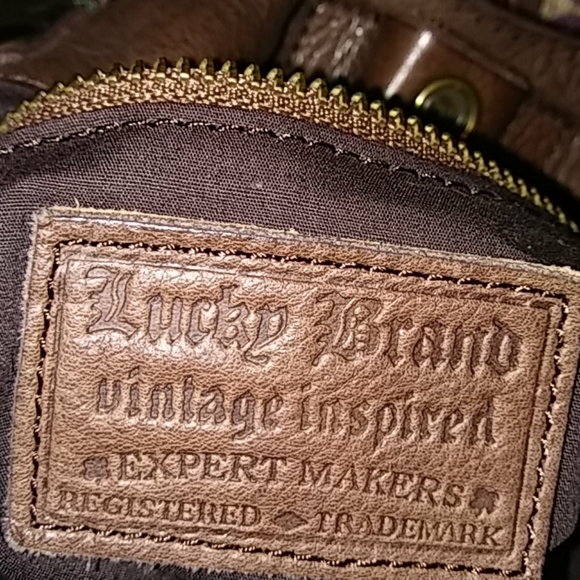 Lucky Brand
vintage inspired
EXPERT MAKERS
REGISTERED TRADEMARK